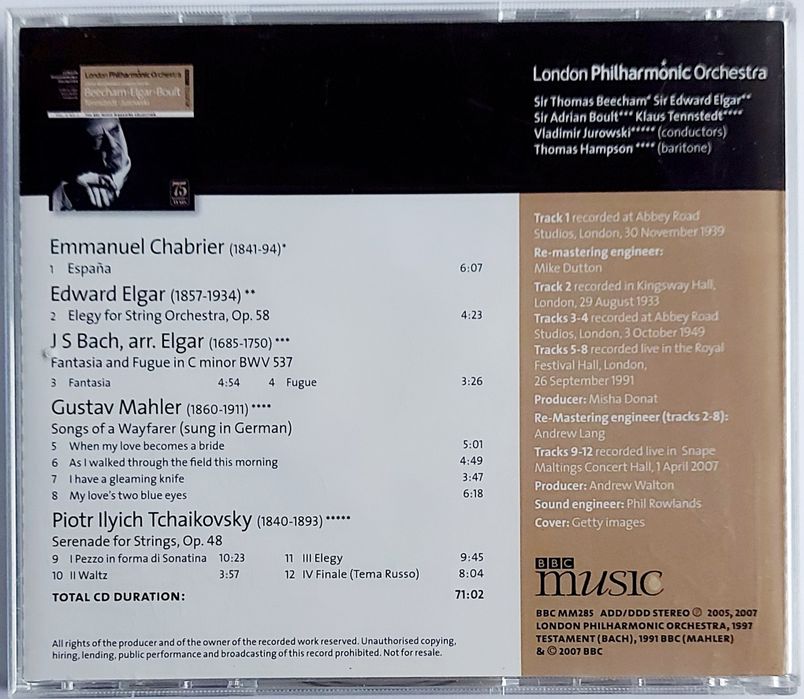 London Philharmonic Orchestra
Beecham·Elgar·Boult
Tennstedt·Jurowski
75
London Philharmonic Orchestra
Sir Thomas Beecham* Sir Edward Elgar**
Sir Adrian Boult*** Klaus Tennstedt****
Vladimir Jurowski***** (conductors)
Thomas Hampson **** (baritone)
Emmanuel Chabrier (1841-94)*
1 España 6:07
Edward Elgar (1857-1934) **
2 Elegy for String Orchestra, Op. 58 4:23
J S Bach, arr. Elgar (1685-1750) ***
Fantasia and Fugue in C minor BWV 537
3 Fantasia 4:54 4 Fugue 3:26
Gustav Mahler (1860-1911) ****
Songs of a Wayfarer (sung in German)
5 When my love becomes a bride 5:01
6 As I walked through the field this morning 4:49
7 I have a gleaming knife 3:47
8 My love's two blue eyes 6:18
Piotr Ilyich Tchaikovsky (1840-1893) *****
Serenade for Strings, Op. 48
9 I Pezzo in forma di Sonatina 10:23 11 III Elegy 9:45
10 II Waltz 3:57 12 IV Finale (Tema Russo) 8:04
TOTAL CD DURATION: 71:02
All rights of the producer and of the owner of the recorded work reserved. Unauthorised copying,
hiring, lending, public performance and broadcasting of this record prohibited. Not for resale.
Track 1 recorded at Abbey Road
Studios, London, 30 November 1939
Re-mastering engineer:
Mike Dutton
Track 2 recorded in Kingsway Hall,
London, 29 August 1933
Tracks 3-4 recorded at Abbey Road
Studios, London, 3 October 1949
Tracks 5-8 recorded live in the Royal
Festival Hall, London,
26 September 1991
Producer: Misha Donat
Re-Mastering engineer (tracks 2-8):
Andrew Lang
Tracks 9-12 recorded live in Snape
Maltings Concert Hall, 1 April 2007
Producer: Andrew Walton
Sound engineer: Phil Rowlands
Cover: Getty images
BBC
music
BBC MM285 ADD/DDD STEREO ℗ 2005, 2007
LONDON PHILHARMONIC ORCHESTRA, 1997
TESTAMENT (BACH), 1991 BBC (MAHLER)
& © 2007 BBC